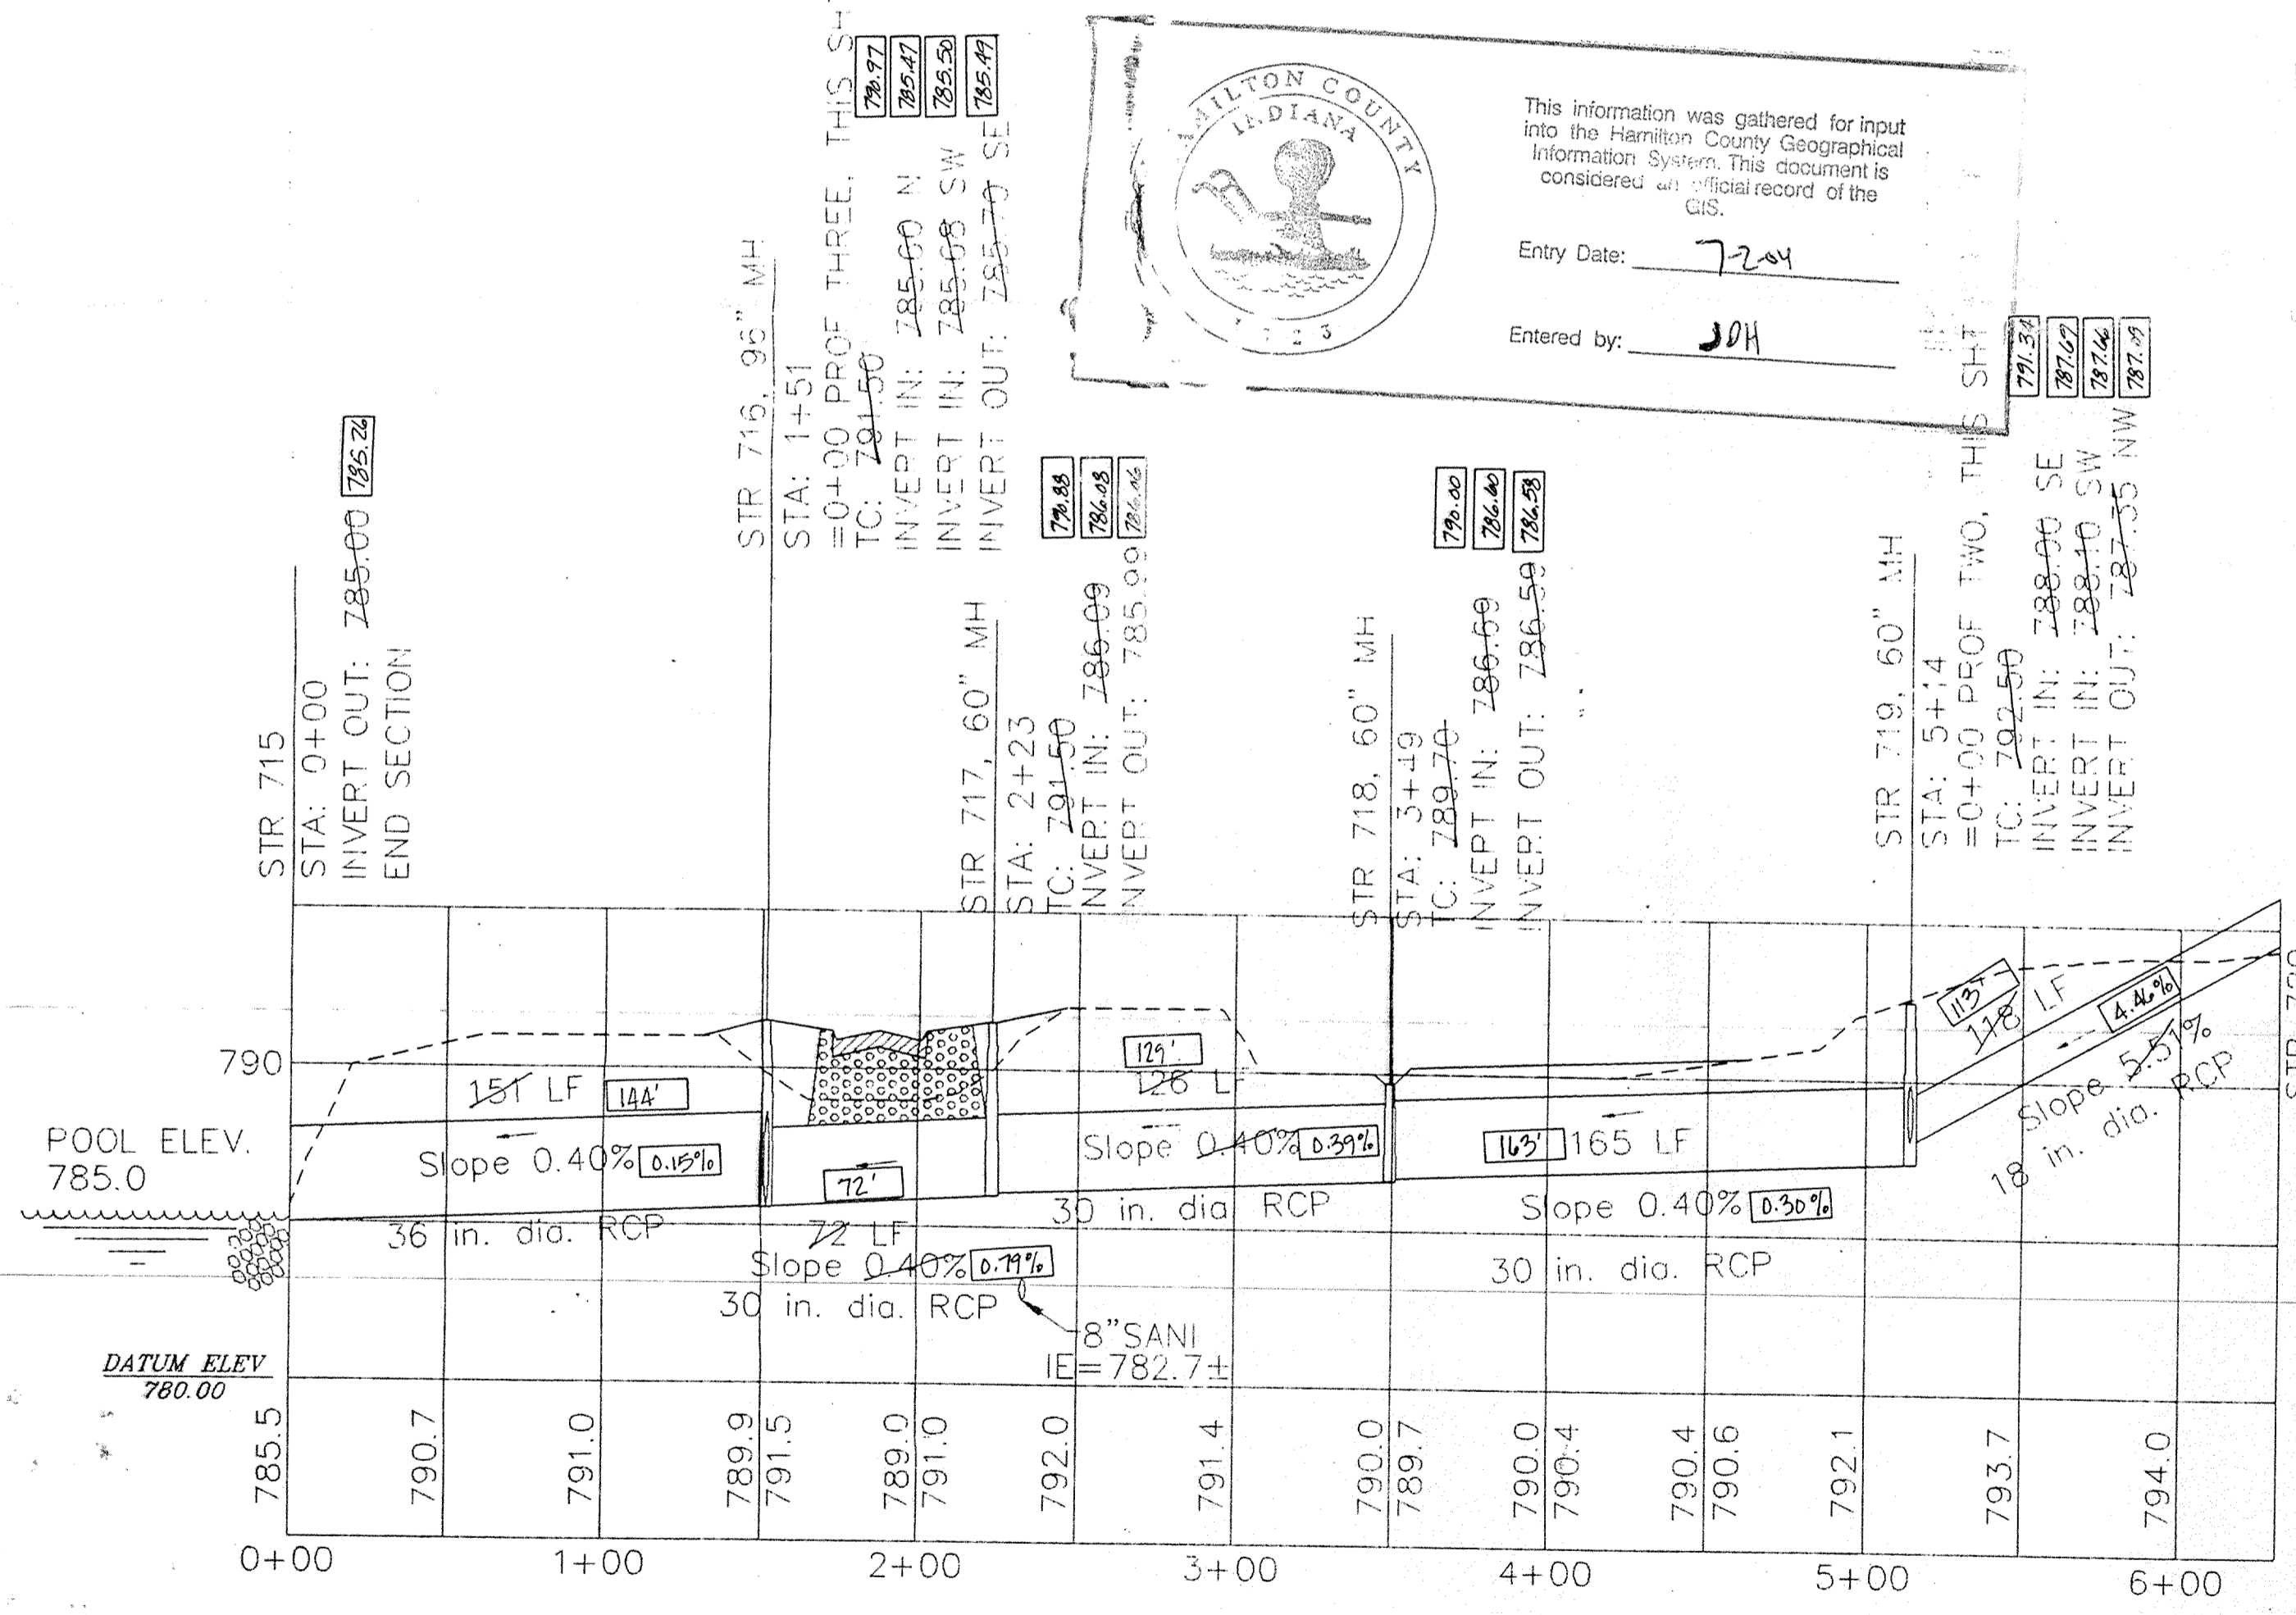 STR 715
STA: 0+00
INVERT OUT: 785.00 785.26
END SECTION
STR 716, 96" MH
STA: 1+51
=0+00 PROF THREE, THIS SH
TC: 791.50 790.97
INVERT IN: 785.60 N 785.47
INVERT IN: 785.68 SW 785.50
INVERT OUT: 785.70 SE 785.49
STR 717, 60" MH
STA: 2+23
TC: 791.50 790.88
INVERT IN: 786.09 786.08
INVERT OUT: 785.99 786.06
STR 718, 60" MH
STA: 3+49
TC: 789.70 790.00
INVERT IN: 786.69 786.60
INVERT OUT: 786.59 786.58
STR 719, 60" MH
STA: 5+14
=0+00 PROF TWO, THIS SHT
TC: 792.50 791.34
INVERT IN: 788.00 SE 787.67
INVERT IN: 788.10 SW 787.66
INVERT OUT: 787.35 NW 787.09
HAMILTON COUNTY
INDIANA
This information was gathered for input
into the Hamilton County Geographical
Information System. This document is
considered an official record of the
GIS.
Entry Date: 7-2-04
Entered by: JDH
790
151 LF 144'
Slope 0.40% 0.15%
36 in. dia. RCP
POOL ELEV.
785.0
72'
72 LF
Slope 0.40% 0.79%
30 in. dia. RCP
8"SANI
IE=782.7±
129'
126 LF
Slope 0.40% 0.39%
30 in. dia RCP
163' 165 LF
Slope 0.40% 0.30%
30 in. dia. RCP
113'
118 LF
4.46%
Slope 5.51%
18 in. dia. RCP
DATUM ELEV
780.00
785.5 790.7 791.0 789.9 791.5 789.0 791.0 792.0 791.4 790.0 789.7 790.0 790.4 790.4 790.6 792.1 793.7 794.0
0+00 1+00 2+00 3+00 4+00 5+00 6+00